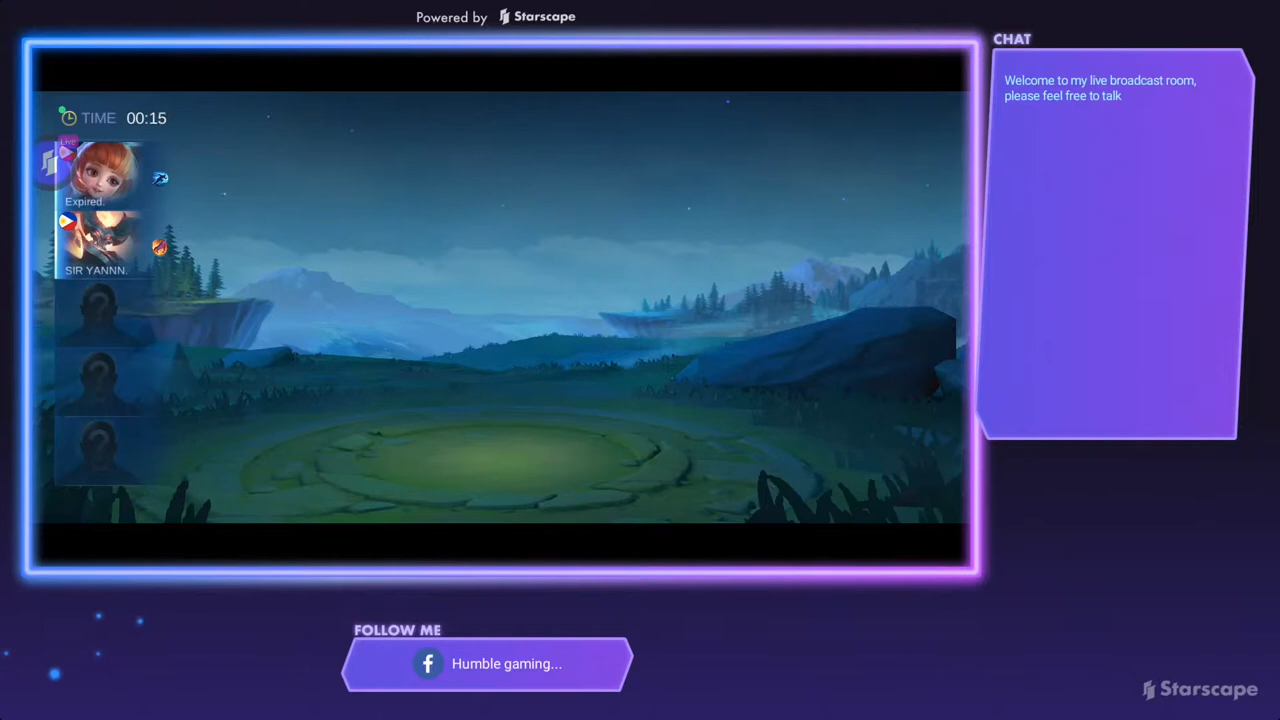 Powered by Starscape
CHAT
Welcome to my live broadcast room,
please feel free to talk
TIME 00:15
Live
Expired.
SIR YANNN.
FOLLOW ME
Humble gaming...
Starscape